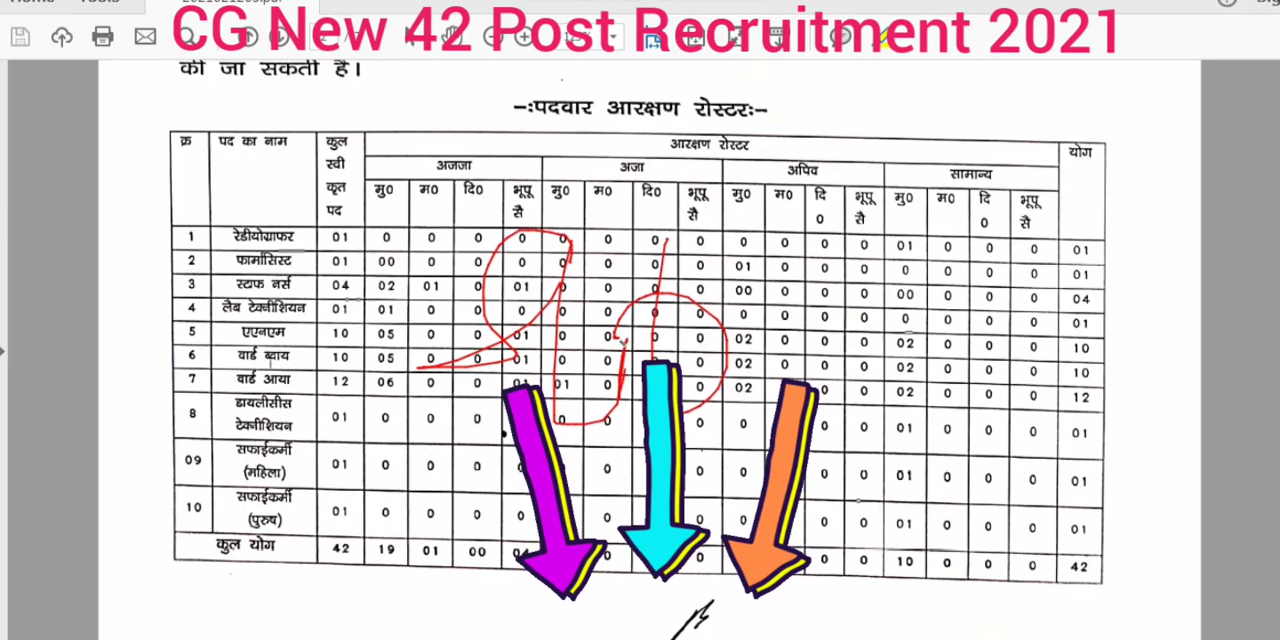 Home Tools 2021021209.pdf Sig
CG New 42 Post Recruitment 2021
की जा सकती है।
-:पदवार आरक्षण रोस्टरः-
क्र पद का नाम कुल स्वी कृत पद आरक्षण रोस्टर योग
अजजा अजा अपिव सामान्य
मु0 म0 दि0 भूपू सै मु0 म0 दि0 भूपू सै मु0 म0 दि 0 भूपू सै मु0 म0 दि 0 भूपू सै
1 रेडीयोग्राफर 01 0 0 0 0 0 0 0 0 0 0 0 0 01 0 0 0 01
2 फार्मासिस्ट 01 00 0 0 0 0 0 0 0 01 0 0 0 0 0 0 0 01
3 स्टाफ नर्स 04 02 01 0 01 0 0 0 0 00 0 0 0 00 0 0 0 04
4 लैब टेक्नीशियन 01 01 0 0 0 0 0 0 0 0 0 0 0 0 0 0 0 01
5 एएनएम 10 05 0 0 01 0 0 0 0 02 0 0 0 02 0 0 0 10
6 वार्ड ब्वाय 10 05 0 0 01 0 0 0 0 02 0 0 0 02 0 0 0 10
7 वार्ड आया 12 06 0 0 01 01 0 0 02 0 0 02 0 0 0 12
8 डायलीसीस टेक्नीशियन 01 0 0 0 0 0 0 0 0 0 01 0 0 0 01
09 सफाईकर्मी (महिला) 01 0 0 0 0 0 0 0 0 0 01 0 0 0 01
10 सफाईकर्मी (पुरुष) 01 0 0 0 0 0 0 0 0 0 0 01 0 0 0 01
कुल योग 42 19 01 00 04 0 0 0 10 0 0 0 42